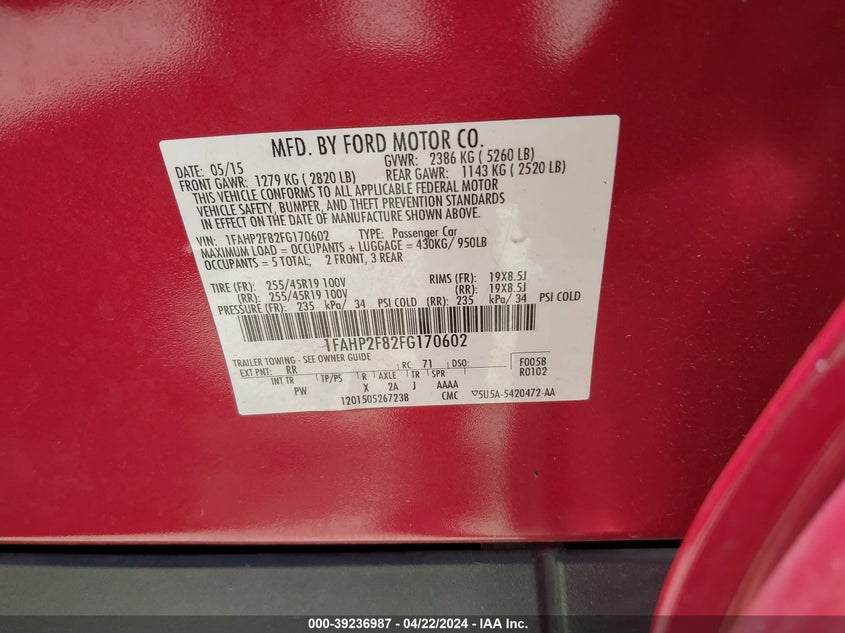 MFD. BY FORD MOTOR CO.
DATE: 05/15 GVWR: 2386 KG ( 5260 LB)
FRONT GAWR: 1279 KG ( 2820 LB) REAR GAWR: 1143 KG ( 2520 LB)
THIS VEHICLE CONFORMS TO ALL APPLICABLE FEDERAL MOTOR
VEHICLE SAFETY, BUMPER, AND THEFT PREVENTION STANDARDS
IN EFFECT ON THE DATE OF MANUFACTURE SHOWN ABOVE.
VIN: 1FAHP2F82FG170602 TYPE: Passenger Car
MAXIMUM LOAD = OCCUPANTS + LUGGAGE = 430KG/ 950LB
OCCUPANTS = 5 TOTAL; 2 FRONT, 3 REAR
TIRE (FR): 255/45R19 100V RIMS (FR): 19X8.5J
(RR): 255/45R19 100V (RR): 19X8.5J
PRESSURE (FR): 235 kPa/ 34 PSI COLD (RR): 235 kPa/ 34 PSI COLD
1FAHP2F82FG170602
TRAILER TOWING - SEE OWNER GUIDE
EXT PNT: RR RC: 71 DSO: F0058
R0102
INT TR TP/PS R AXLE TR SPR
PW X 2A J AAAA
120150526723B CMC ▽5U5A-5420472-AA
000-39236987 - 04/22/2024 - IAA Inc.